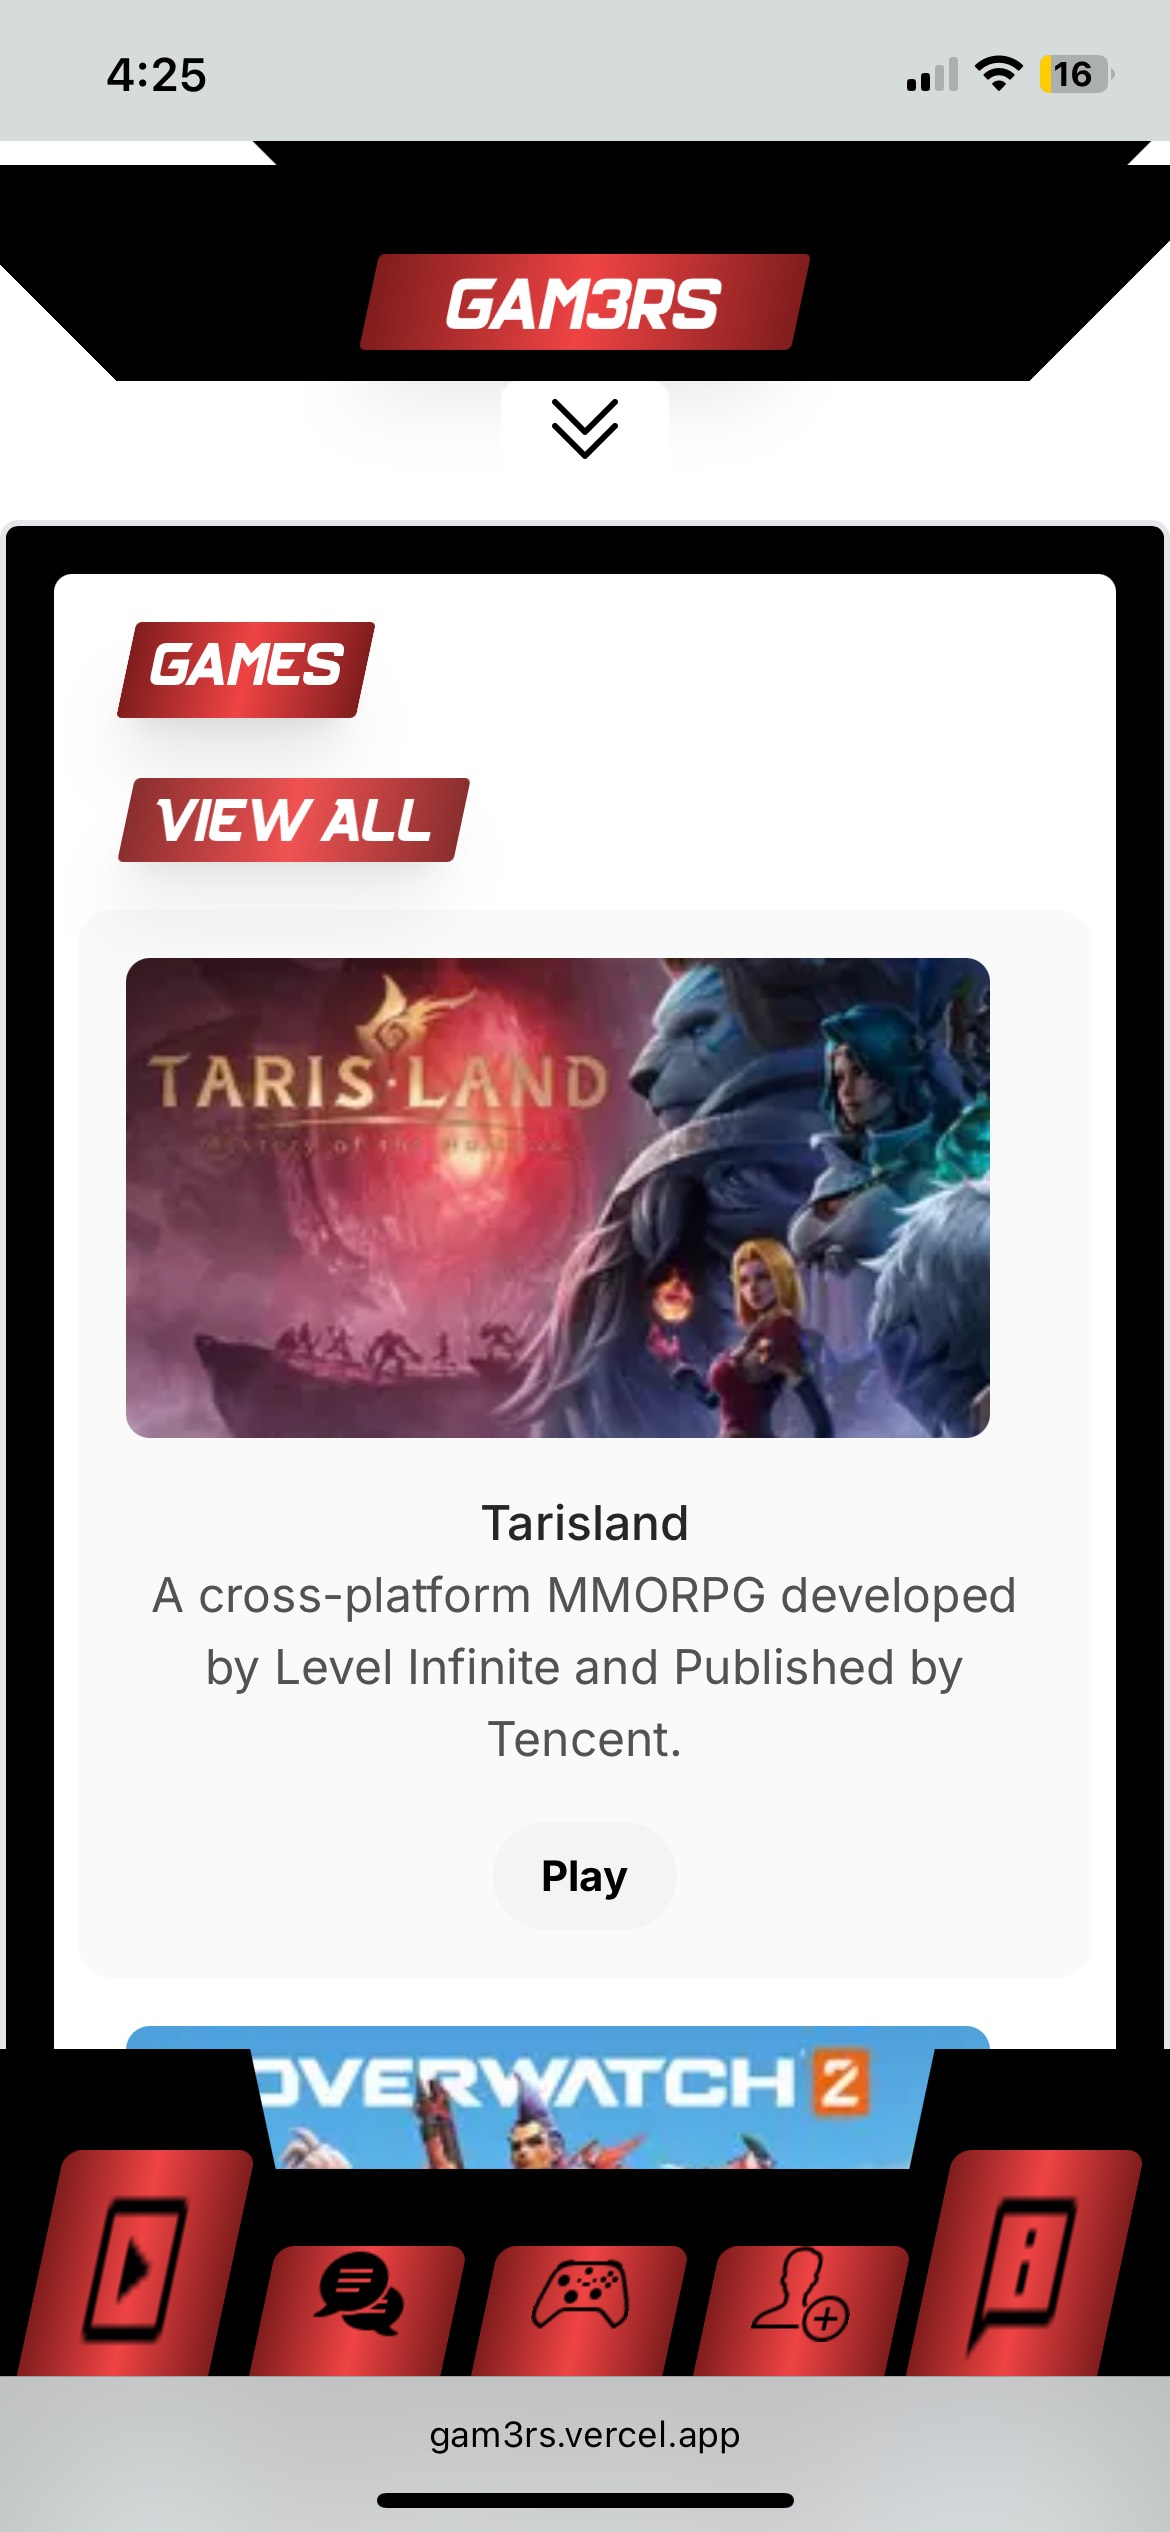 4:25
16
GAM3RS
GAMES
VIEW ALL
TARIS·LAND
Tarisland
A cross-platform MMORPG developed
by Level Infinite and Published by
Tencent.
Play
OVERWATCH 2
gam3rs.vercel.app